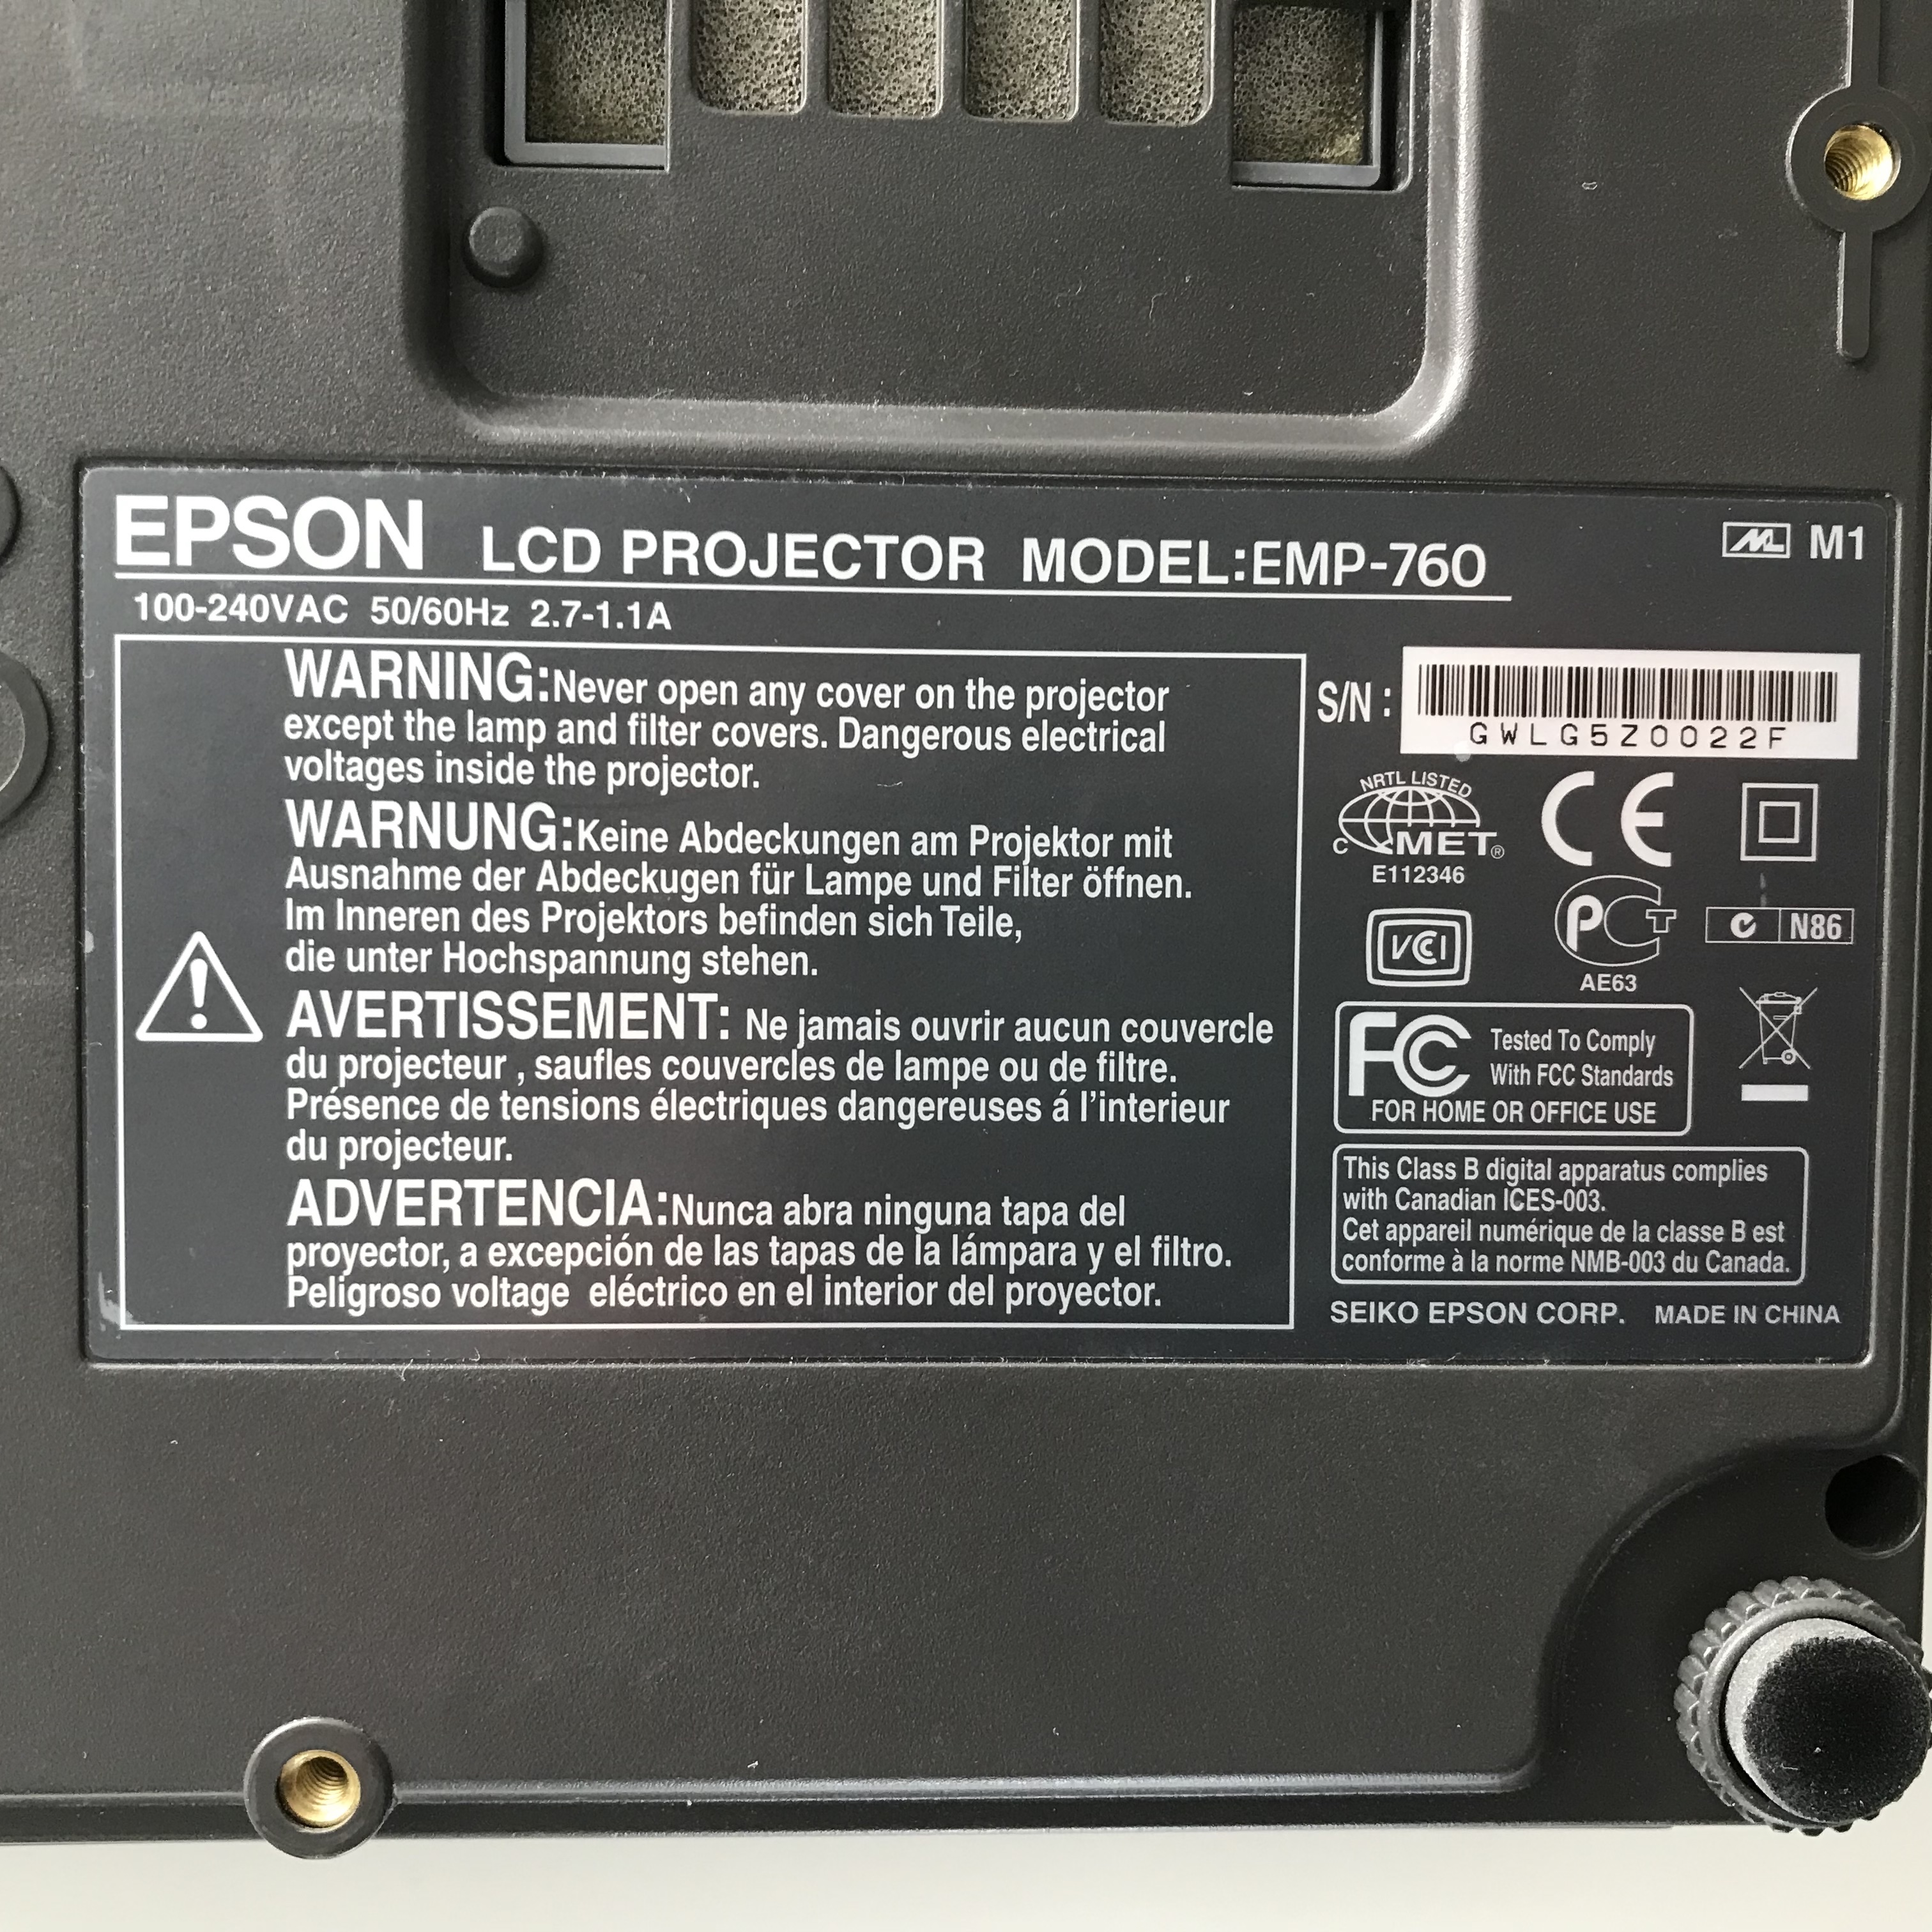 EPSON LCD PROJECTOR MODEL:EMP-760
M1
100-240VAC 50/60Hz 2.7-1.1A
WARNING:Never open any cover on the projector
except the lamp and filter covers. Dangerous electrical
voltages inside the projector.
WARNUNG:Keine Abdeckungen am Projektor mit
Ausnahme der Abdeckugen für Lampe und Filter öffnen.
Im Inneren des Projektors befinden sich Teile,
die unter Hochspannung stehen.
AVERTISSEMENT: Ne jamais ouvrir aucun couvercle
du projecteur , saufles couvercles de lampe ou de filtre.
Présence de tensions électriques dangereuses á l'interieur
du projecteur.
ADVERTENCIA:Nunca abra ninguna tapa del
proyector, a excepción de las tapas de la lámpara y el filtro.
Peligroso voltage eléctrico en el interior del proyector.
S/N :
GWLG5Z0022F
NRTL LISTED
C MET®
E112346
CE
VCCI
PCT
AE63
N86
FC
Tested To Comply
With FCC Standards
FOR HOME OR OFFICE USE
This Class B digital apparatus complies
with Canadian ICES-003.
Cet appareil numérique de la classe B est
conforme à la norme NMB-003 du Canada.
SEIKO EPSON CORP. MADE IN CHINA